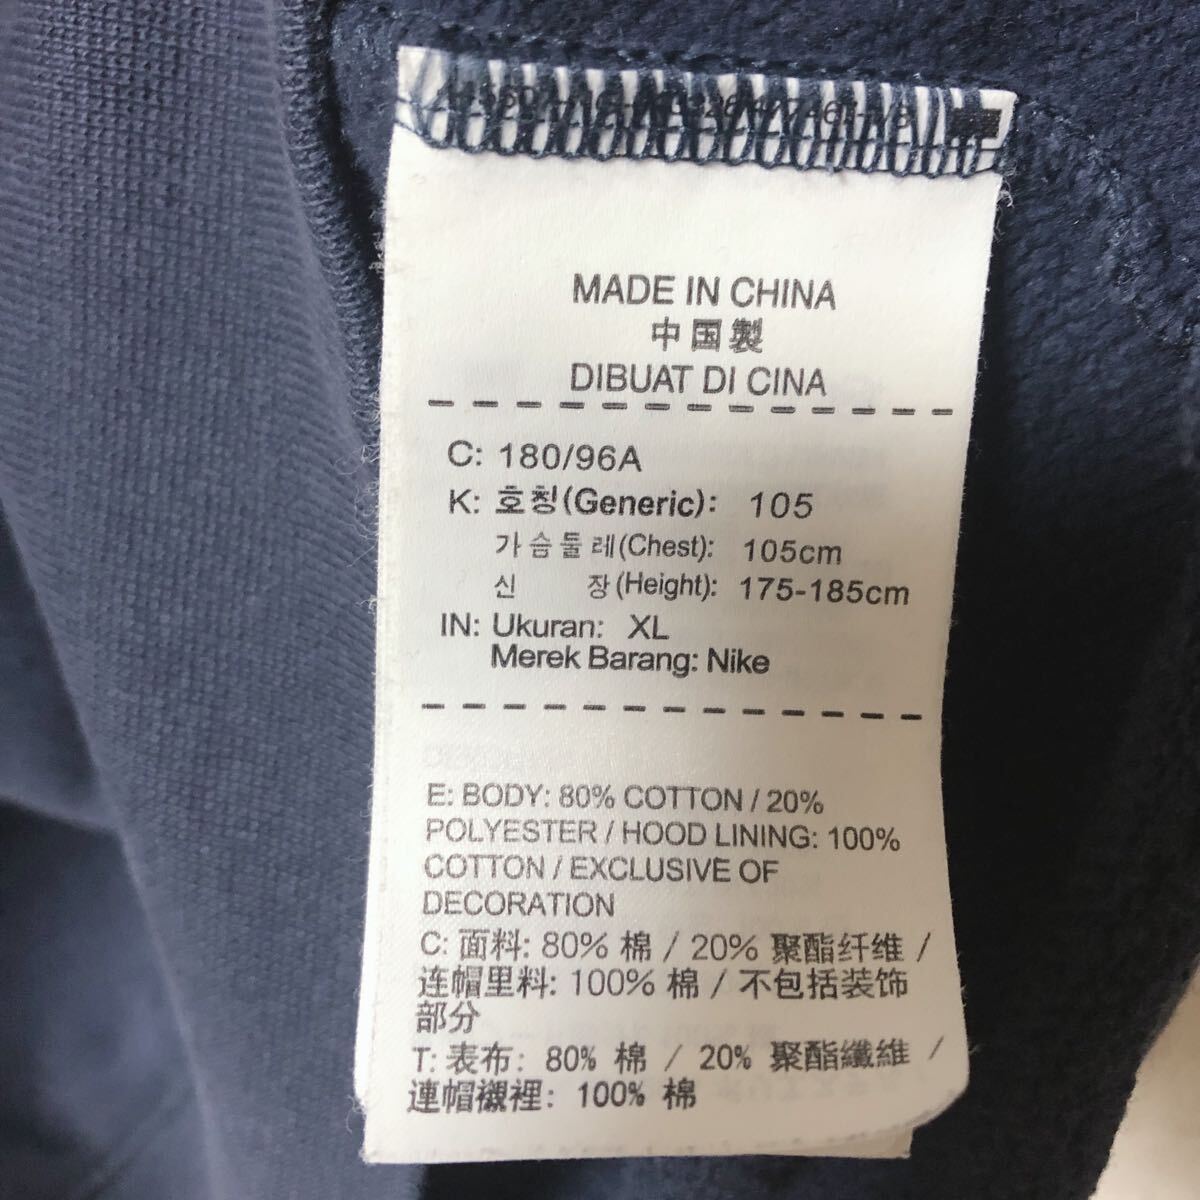 MADE IN CHINA
中国製
DIBUAT DI CINA
C: 180/96A
K: 호칭(Generic): 105
가슴둘레(Chest): 105cm
신 장(Height): 175-185cm
IN: Ukuran: XL
Merek Barang: Nike
E: BODY: 80% COTTON / 20%
POLYESTER / HOOD LINING: 100%
COTTON / EXCLUSIVE OF
DECORATION
C: 面料: 80% 棉 / 20% 聚酯纤维 /
连帽里料: 100% 棉 / 不包括装饰
部分
T: 表布: 80% 棉 / 20% 聚酯纖維 /
連帽襯裡: 100% 棉